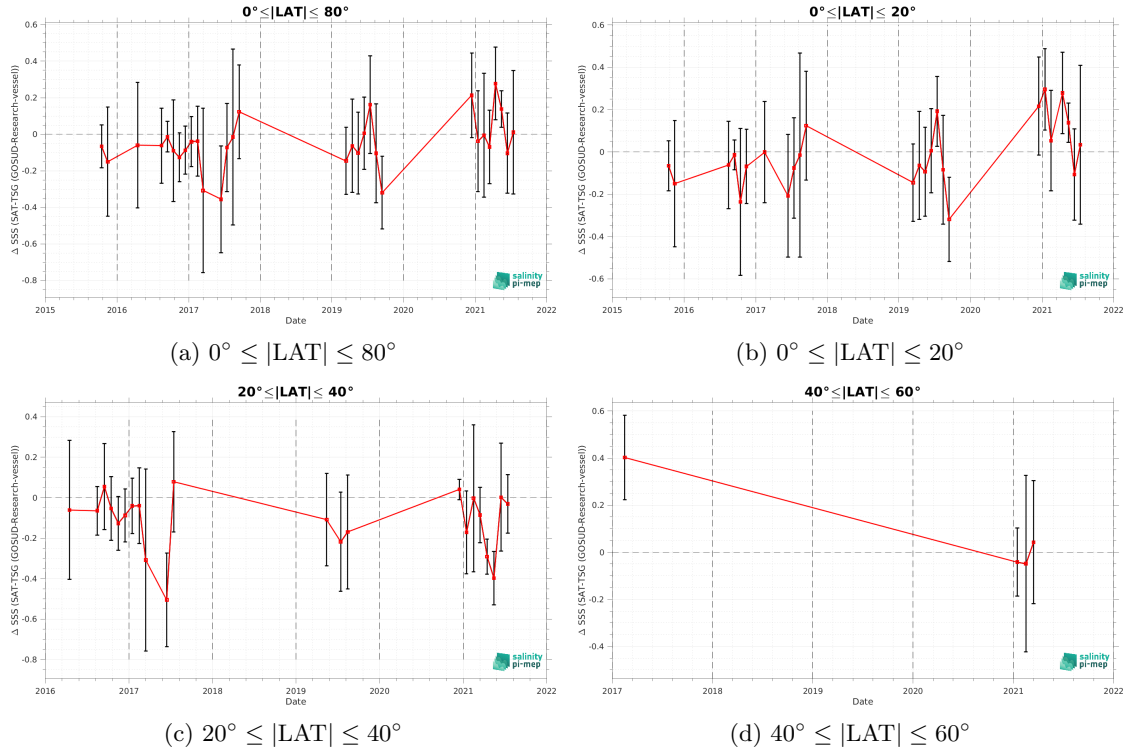 0°≤|LAT|≤ 80°
Δ SSS (SAT-TSG (GOSUD-Research-vessel))
0.6
0.4
0.2
0
-0.2
-0.4
-0.6
-0.8
2015 2016 2017 2018 2019 2020 2021 2022
Date
salinity
pi-mep
(a) 0° ≤ |LAT| ≤ 80°
0°≤|LAT|≤ 20°
Δ SSS (SAT-TSG (GOSUD-Research-vessel))
0.6
0.4
0.2
0
-0.2
-0.4
-0.6
2015 2016 2017 2018 2019 2020 2021 2022
Date
salinity
pi-mep
(b) 0° ≤ |LAT| ≤ 20°
20°≤|LAT|≤ 40°
Δ SSS (SAT-TSG (GOSUD-Research-vessel))
0.4
0.2
0
-0.2
-0.4
-0.6
-0.8
2016 2017 2018 2019 2020 2021 2022
Date
salinity
pi-mep
(c) 20° ≤ |LAT| ≤ 40°
40°≤|LAT|≤ 60°
Δ SSS (SAT-TSG (GOSUD-Research-vessel))
0.6
0.4
0.2
0
-0.2
-0.4
2017 2018 2019 2020 2021 2022
Date
salinity
pi-mep
(d) 40° ≤ |LAT| ≤ 60°